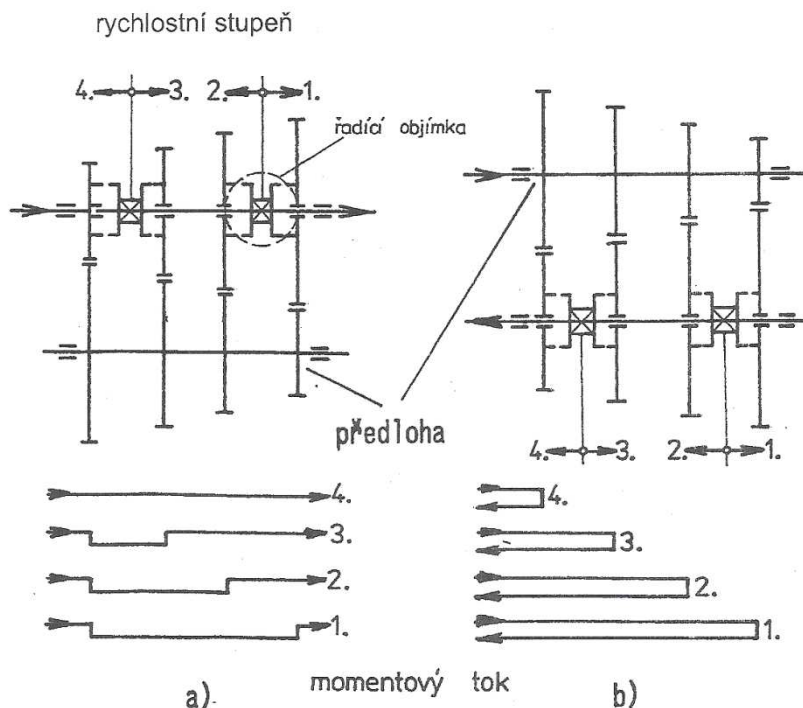 rychlostní stupeň
4. 3. 2. 1.
řadící objímka
předloha
4. 3. 2. 1.
4. 4.
3. 3.
2. 2.
1. 1.
momentový tok
a) b)